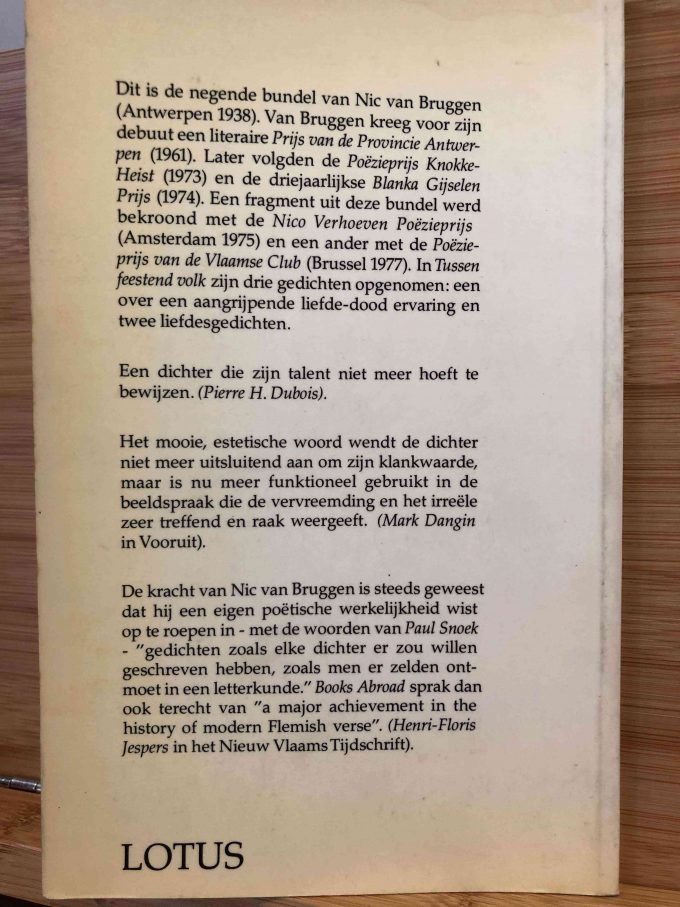 Dit is de negende bundel van Nic van Bruggen
(Antwerpen 1938). Van Bruggen kreeg voor zijn
debuut een literaire Prijs van de Provincie Antwer-
pen (1961). Later volgden de Poëzieprijs Knokke-
Heist (1973) en de driejaarlijkse Blanka Gijselen
Prijs (1974). Een fragment uit deze bundel werd
bekroond met de Nico Verhoeven Poëzieprijs
(Amsterdam 1975) en een ander met de Poëzie-
prijs van de Vlaamse Club (Brussel 1977). In Tussen
feestend volk zijn drie gedichten opgenomen: een
over een aangrijpende liefde-dood ervaring en
twee liefdesgedichten.
Een dichter die zijn talent niet meer hoeft te
bewijzen. (Pierre H. Dubois).
Het mooie, estetische woord wendt de dichter
niet meer uitsluitend aan om zijn klankwaarde,
maar is nu meer funktioneel gebruikt in de
beeldspraak die de vervreemding en het irreële
zeer treffend en raak weergeeft. (Mark Dangin
in Vooruit).
De kracht van Nic van Bruggen is steeds geweest
dat hij een eigen poëtische werkelijkheid wist
op te roepen in - met de woorden van Paul Snoek
- "gedichten zoals elke dichter er zou willen
geschreven hebben, zoals men er zelden ont-
moet in een letterkunde." Books Abroad sprak dan
ook terecht van "a major achievement in the
history of modern Flemish verse". (Henri-Floris
Jespers in het Nieuw Vlaams Tijdschrift).
LOTUS